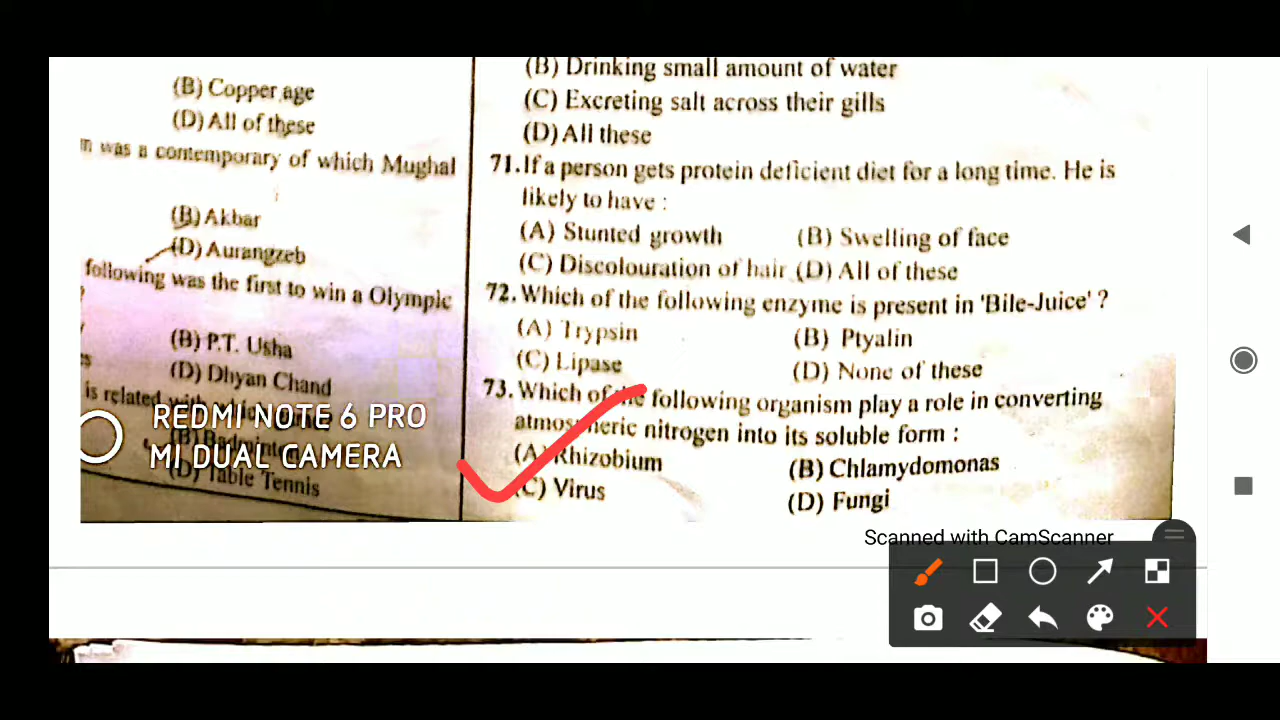 (B) Copper age
(D) All of these
m was a contemporary of which Mughal
(B) Akbar
(D) Aurangzeb
following was the first to win a Olympic
(B) P.T. Usha
(D) Dhyan Chand
is related with
(B) Badminton
(D) Table Tennis
REDMI NOTE 6 PRO
MI DUAL CAMERA
(B) Drinking small amount of water
(C) Excreting salt across their gills
(D) All these
71. If a person gets protein deficient diet for a long time. He is
likely to have :
(A) Stunted growth (B) Swelling of face
(C) Discolouration of hair (D) All of these
72. Which of the following enzyme is present in 'Bile-Juice' ?
(A) Trypsin (B) Ptyalin
(C) Lipase (D) None of these
73. Which of the following organism play a role in converting
atmospheric nitrogen into its soluble form :
(A) Rhizobium (B) Chlamydomonas
(C) Virus (D) Fungi
Scanned with CamScanner